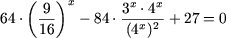 64 · (9/16)^x − 84 · (3^x · 4^x)/((4^x)^2) + 27 = 0